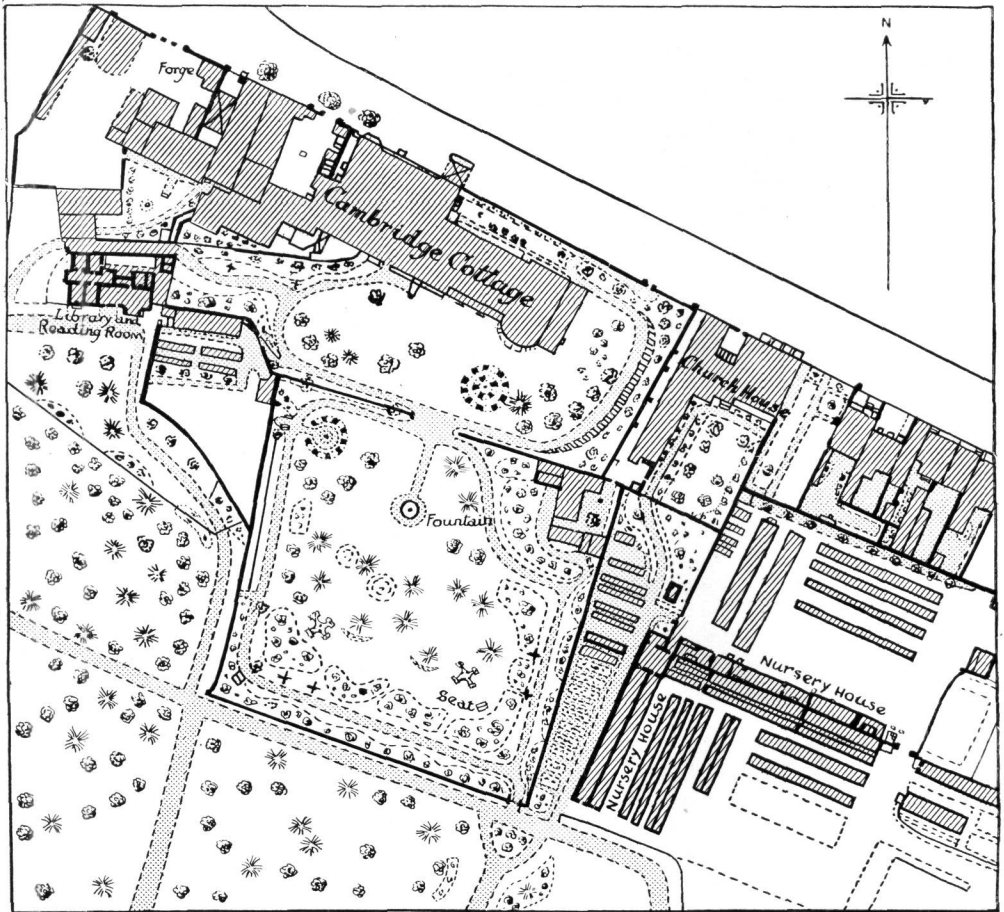 N
Forge
Cambridge Cottage
Library and
Reading Room
Church House
Fountain
Nursery House
Seat
Nursery House